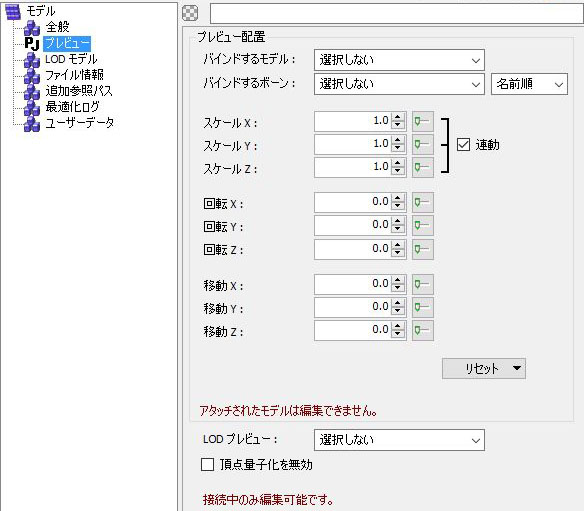 モデル
全般
PJ プレビュー
LOD モデル
ファイル情報
追加参照パス
最適化ログ
ユーザーデータ
プレビュー配置
バインドするモデル： 選択しない
バインドするボーン： 選択しない 名前順
スケール X： 1.0
スケール Y： 1.0
スケール Z： 1.0
連動
回転 X： 0.0
回転 Y： 0.0
回転 Z： 0.0
移動 X： 0.0
移動 Y： 0.0
移動 Z： 0.0
リセット
アタッチされたモデルは編集できません。
LOD プレビュー： 選択しない
頂点量子化を無効
接続中のみ編集可能です。